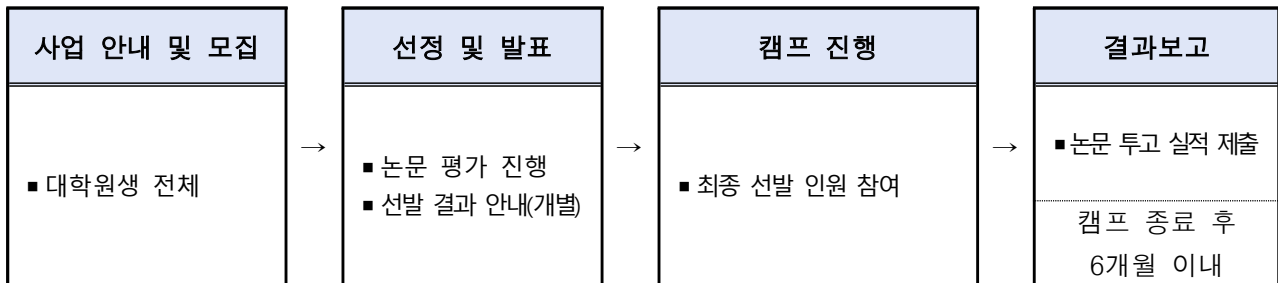 사업 안내 및 모집
■ 대학원생 전체
→
선정 및 발표
■ 논문 평가 진행
■ 선발 결과 안내(개별)
→
캠프 진행
■ 최종 선발 인원 참여
→
결과보고
■ 논문 투고 실적 제출
캠프 종료 후
6개월 이내